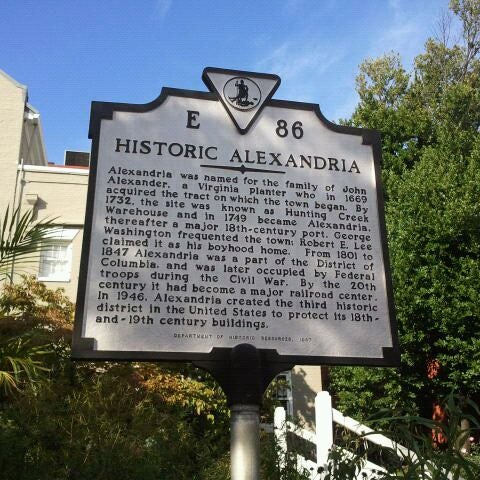 E 86
HISTORIC ALEXANDRIA
Alexandria was named for the family of John
Alexander, a Virginia planter who in 1669
acquired the tract on which the town began. By
1732, the site was known as Hunting Creek
Warehouse and in 1749 became Alexandria,
thereafter a major 18th-century port. George
Washington frequented the town; Robert E. Lee
claimed it as his boyhood home. From 1801 to
1847 Alexandria was a part of the District of
Columbia, and was later occupied by Federal
troops during the Civil War. By the 20th
century it had become a major railroad center.
In 1946, Alexandria created the third historic
district in the United States to protect its 18th-
and-19th century buildings.
DEPARTMENT OF HISTORIC RESOURCES,